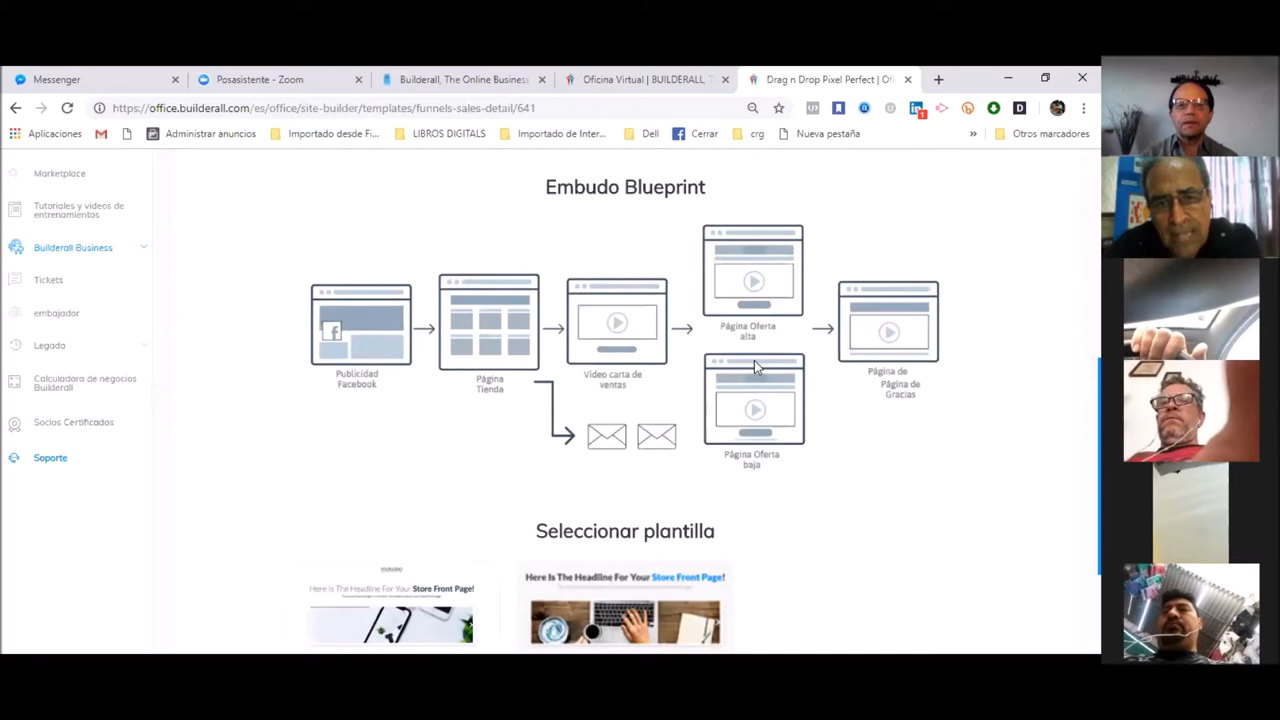 Messenger
Posasistente - Zoom
Builderall, The Online Business
Oficina Virtual | BUILDERALL, T
Drag n Drop Pixel Perfect | Of
https://office.builderall.com/es/office/site-builder/templates/funnels-sales-detail/641
1
D
Aplicaciones
Administrar anuncios
Importado desde Fi...
LIBROS DIGITALS
Importado de Inter...
Dell
Cerrar
crg
Nueva pestaña
»
Otros marcadores
Marketplace
Tutoriales y videos de
entrenamientos
Builderall Business
Tickets
embajador
Legado
Calculadora de negocios
Builderall
Socios Certificados
Soporte
Embudo Blueprint
f
Publicidad
Facebook
Página
Tienda
Vídeo carta de
ventas
Página Oferta
alta
Página Oferta
baja
Página de
Página de
Gracias
Seleccionar plantilla
Here Is The Headline For Your Store Front Page!
Here Is The Headline For Your Store Front Page!